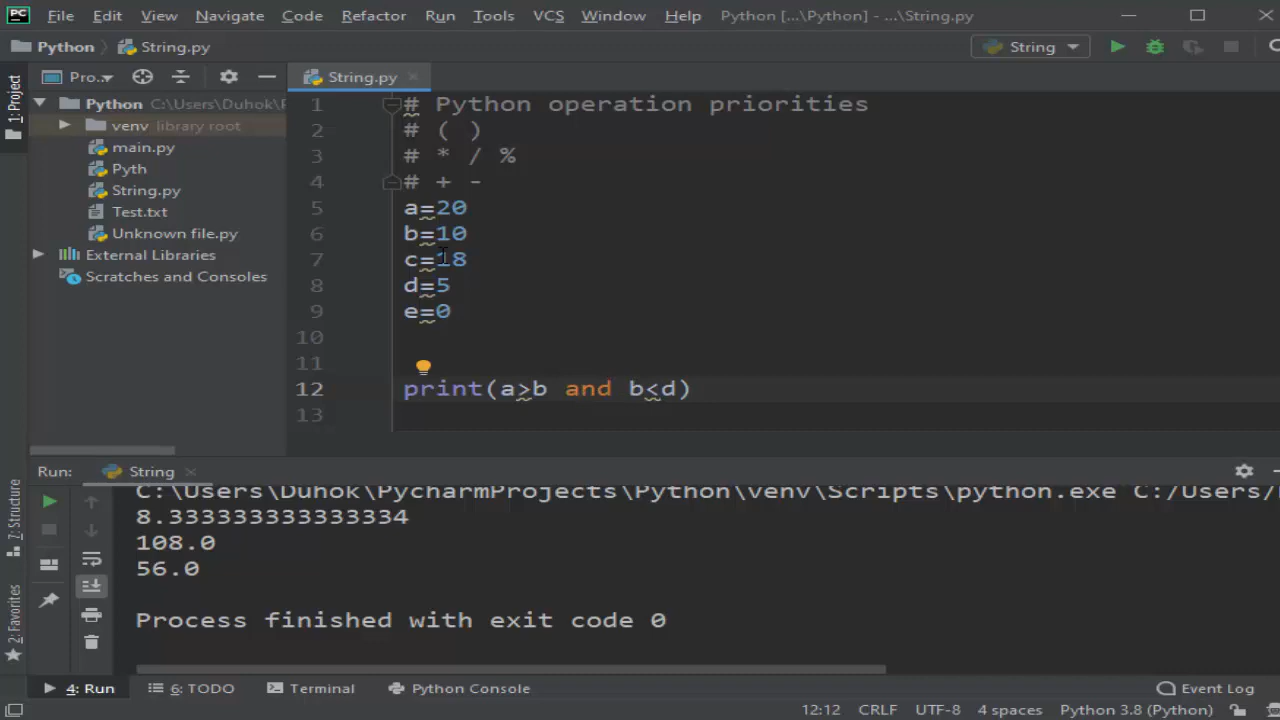 PC File Edit View Navigate Code Refactor Run Tools VCS Window Help Python [...\Python] - ...\String.py
Python String.py String
1: Project
Pro...
String.py
Python C:\Users\Duhok\
venv library root
main.py
Pyth
String.py
Test.txt
Unknown file.py
External Libraries
Scratches and Consoles
1 # Python operation priorities
2 # ( )
3 # * / %
4 # + -
5 a=20
6 b=10
7 c=18
8 d=5
9 e=0
10
11
12 print(a>b and b<d)
13
Run: String
7: Structure
2: Favorites
C:\Users\Duhok\PycharmProjects\Python\venv\Scripts\python.exe C:/Users/
8.333333333333334
108.0
56.0
Process finished with exit code 0
4: Run 6: TODO Terminal Python Console Event Log
12:12 CRLF UTF-8 4 spaces Python 3.8 (Python)